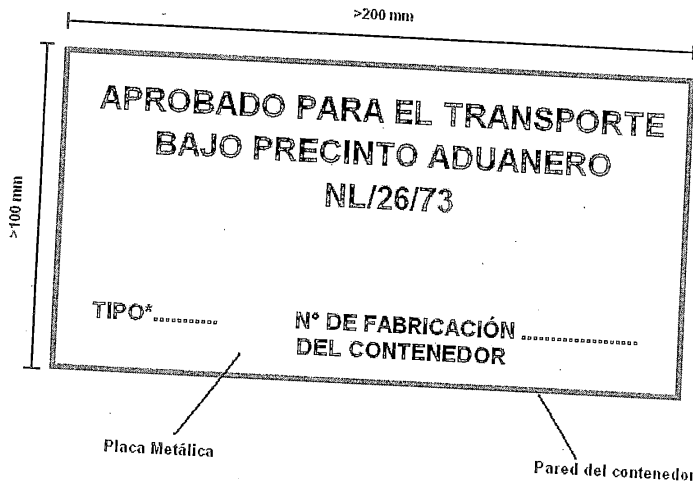 >200 mm
>100 mm
APROBADO PARA EL TRANSPORTE
BAJO PRECINTO ADUANERO
NL/26/73
TIPO*...........
N° DE FABRICACIÓN ....................
DEL CONTENEDOR
Placa Metálica
Pared del contenedor